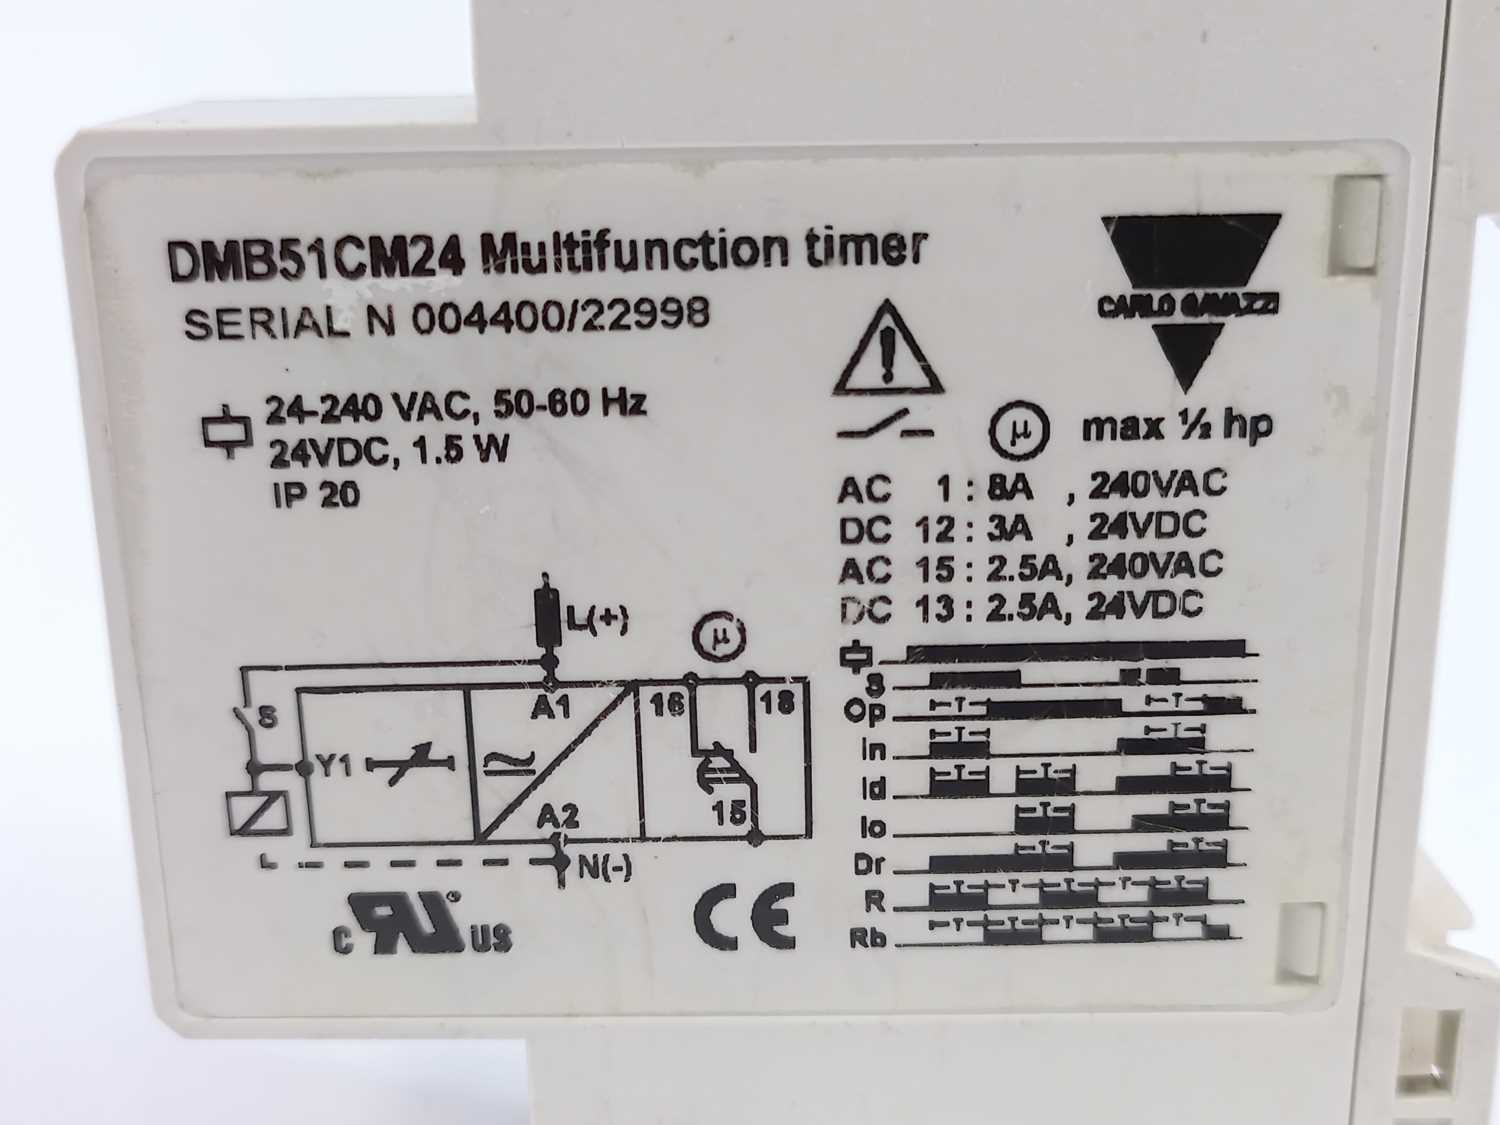 DMB51CM24 Multifunction timer
SERIAL N 004400/22998
CARLO GAVAZZI
24-240 VAC, 50-60 Hz
24VDC, 1.5 W
IP 20
μ max ½ hp
AC 1 : 8A , 240VAC
DC 12 : 3A , 24VDC
AC 15 : 2.5A, 240VAC
DC 13 : 2.5A, 24VDC
L(+)
μ
A1
16
18
S
Y1
15
A2
N(-)
S
Op T T
In T T
Id T T T
Io T T
Dr T T
R T T T T T
Rb T T T T T
c RU ® US
CE